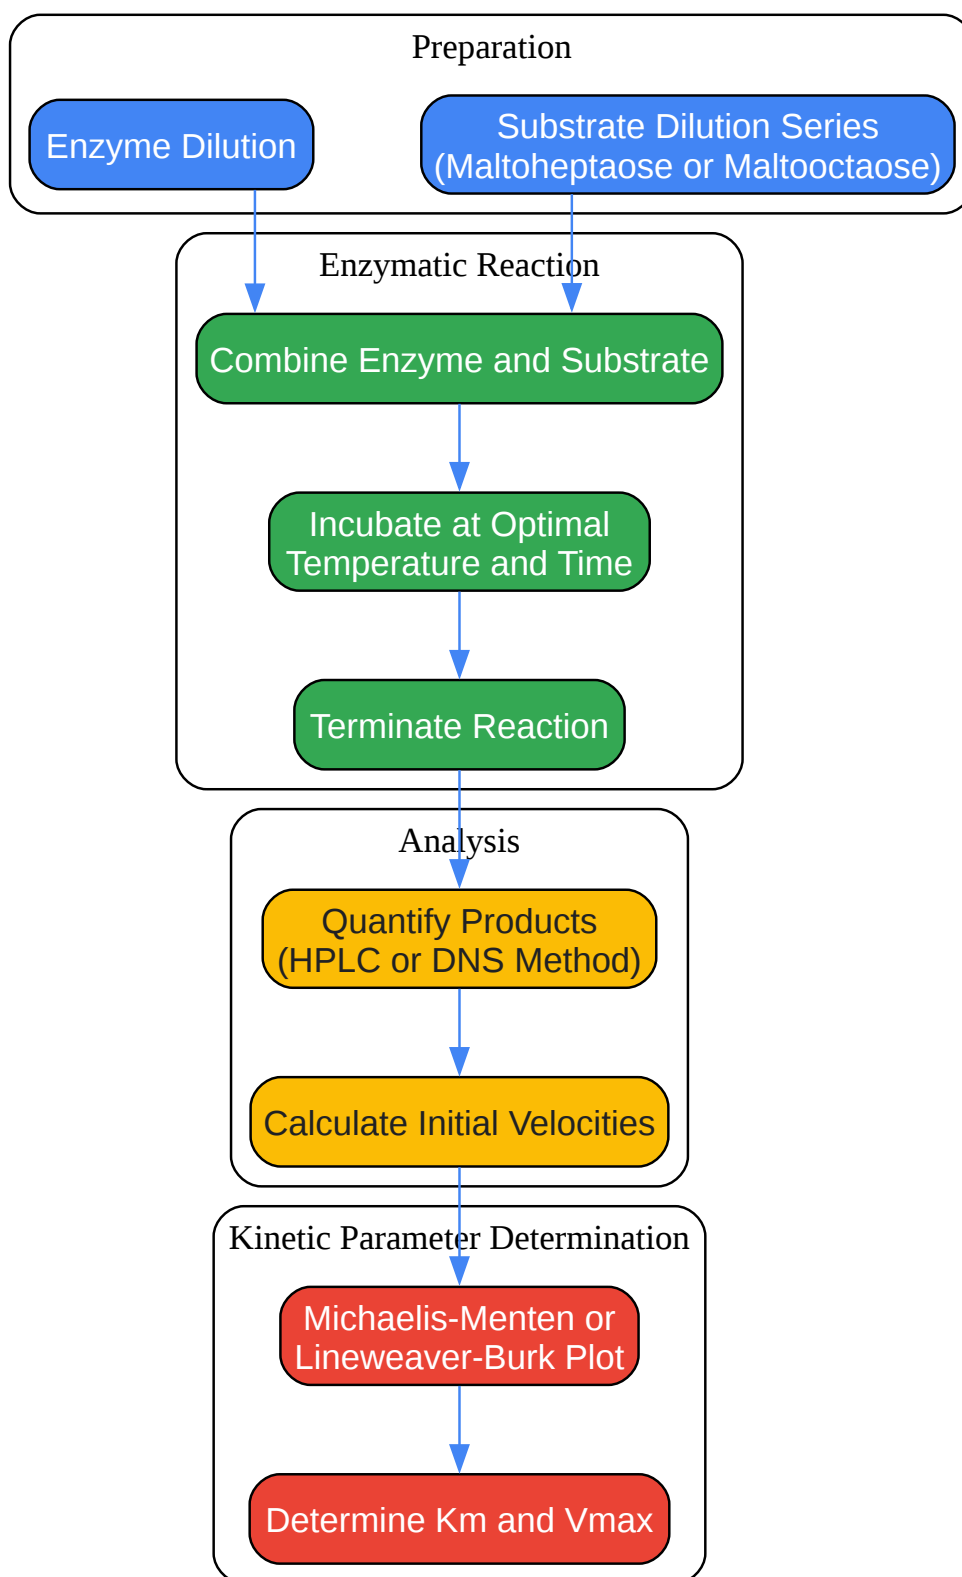 Preparation
Enzyme Dilution
Substrate Dilution Series
(Maltoheptaose or Maltooctaose)
Enzymatic Reaction
Combine Enzyme and Substrate
Incubate at Optimal
Temperature and Time
Terminate Reaction
Analysis
Quantify Products
(HPLC or DNS Method)
Calculate Initial Velocities
Kinetic Parameter Determination
Michaelis-Menten or
Lineweaver-Burk Plot
Determine Km and Vmax